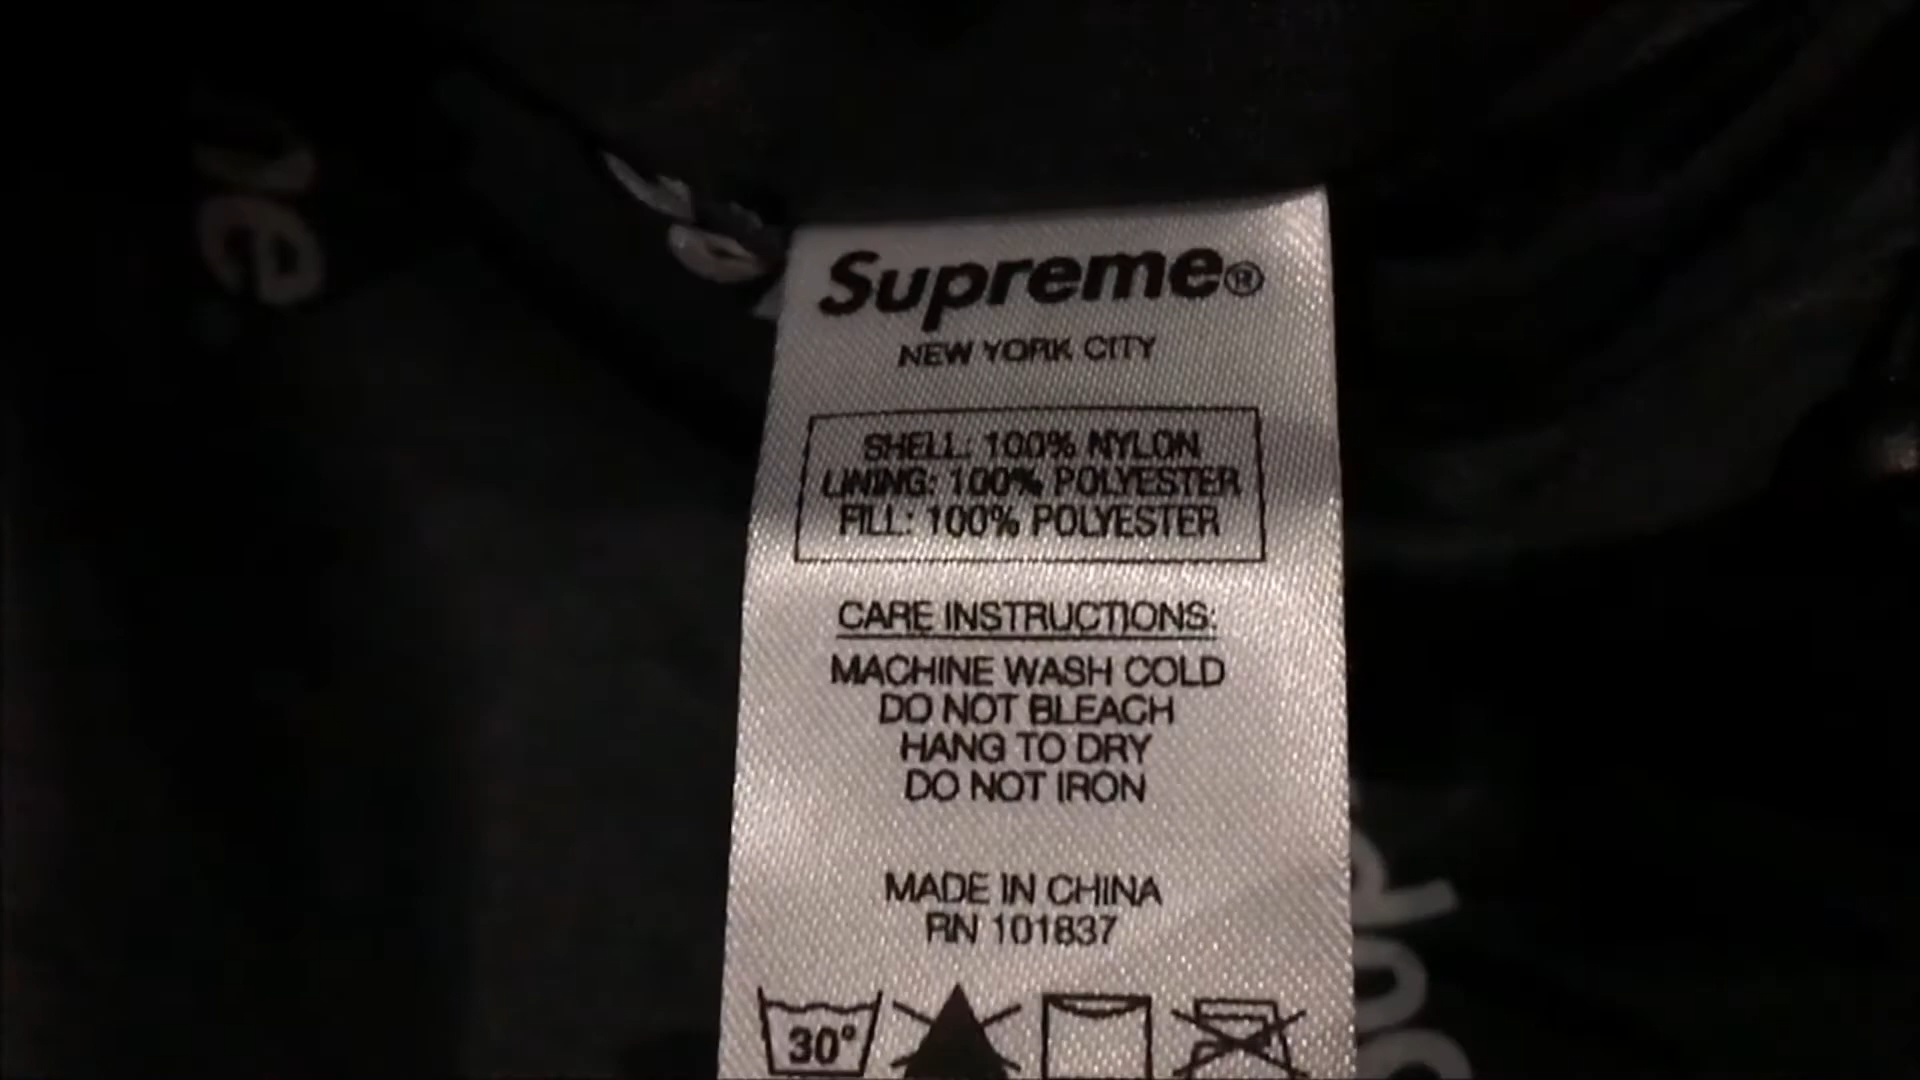 Supreme®
NEW YORK CITY
SHELL: 100% NYLON
LINING: 100% POLYESTER
FILL: 100% POLYESTER
CARE INSTRUCTIONS:
MACHINE WASH COLD
DO NOT BLEACH
HANG TO DRY
DO NOT IRON
MADE IN CHINA
RN 101837
30°